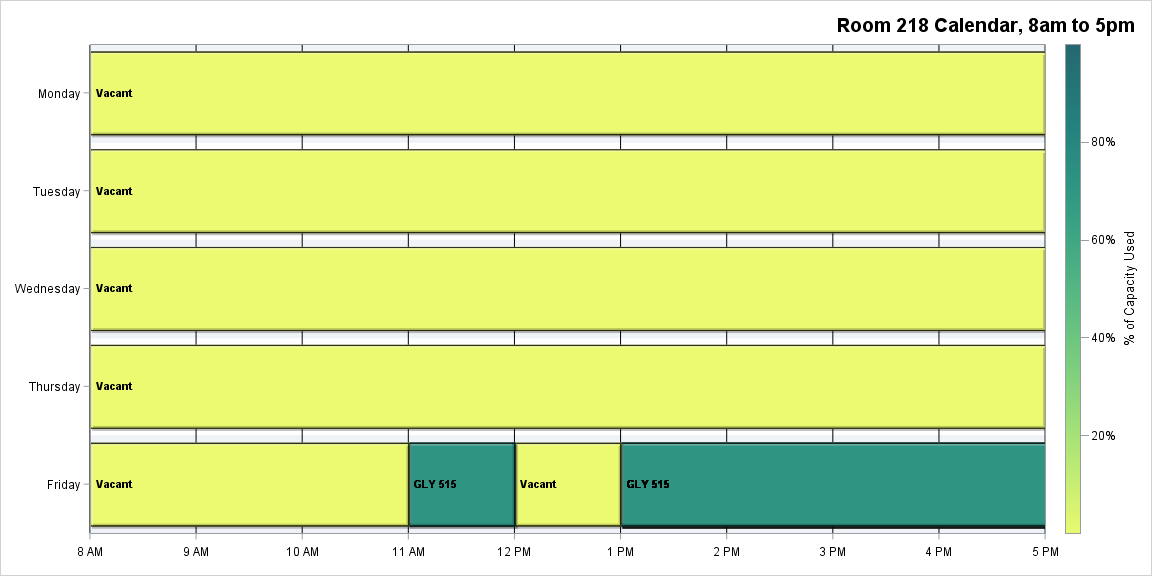 Room 218 Calendar, 8am to 5pm
Monday
Vacant
Tuesday
Vacant
Wednesday
Vacant
Thursday
Vacant
Friday
Vacant
GLY 515
Vacant
GLY 515
8 AM
9 AM
10 AM
11 AM
12 PM
1 PM
2 PM
3 PM
4 PM
5 PM
80%
60%
40%
20%
% of Capacity Used